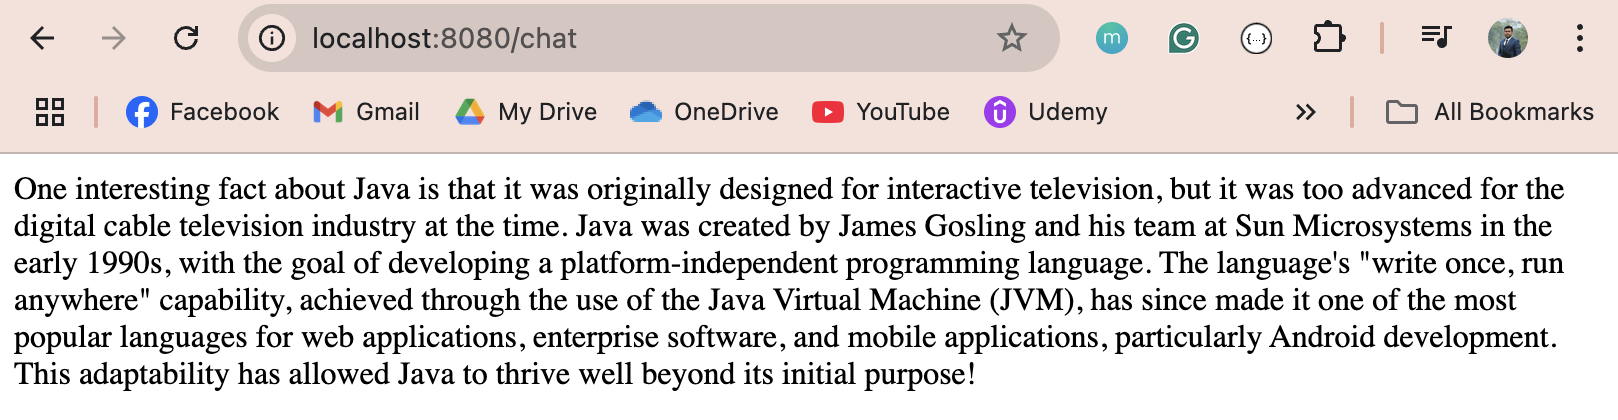 localhost:8080/chat
m
G
{...}
Facebook
Gmail
My Drive
OneDrive
YouTube
Udemy
»
All Bookmarks
One interesting fact about Java is that it was originally designed for interactive television, but it was too advanced for the
digital cable television industry at the time. Java was created by James Gosling and his team at Sun Microsystems in the
early 1990s, with the goal of developing a platform-independent programming language. The language's "write once, run
anywhere" capability, achieved through the use of the Java Virtual Machine (JVM), has since made it one of the most
popular languages for web applications, enterprise software, and mobile applications, particularly Android development.
This adaptability has allowed Java to thrive well beyond its initial purpose!